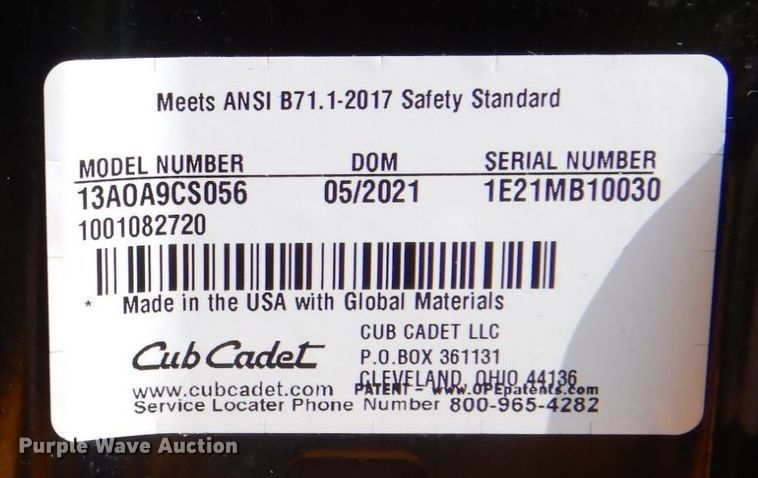 Meets ANSI B71.1-2017 Safety Standard
MODEL NUMBER DOM SERIAL NUMBER
13AOA9CS056 05/2021 1E21MB10030
1001082720
* Made in the USA with Global Materials
Cub Cadet
CUB CADET LLC
P.O.BOX 361131
CLEVELAND, OHIO 44136
PATENT - www.OPEpatents.com
www.cubcadet.com
Service Locater Phone Number 800-965-4282
Purple Wave Auction